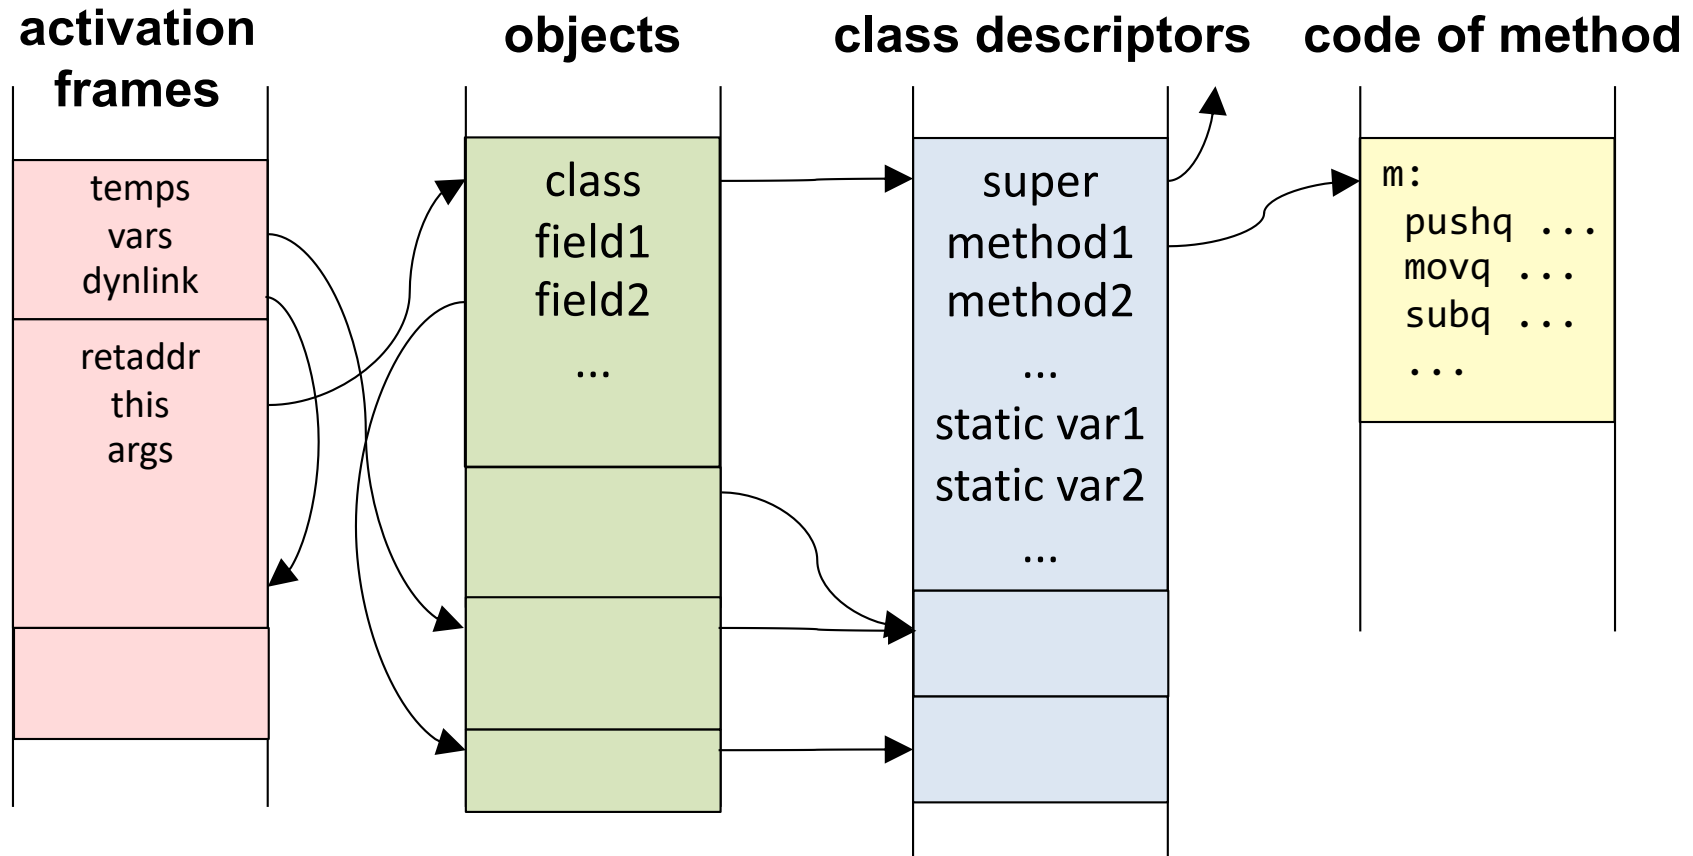 activation
frames
temps
vars
dynlink
retaddr
this
args
objects
class
field1
field2
...
class descriptors
super
method1
method2
...
static var1
static var2
...
code of method
m:
pushq ...
movq ...
subq ...
...